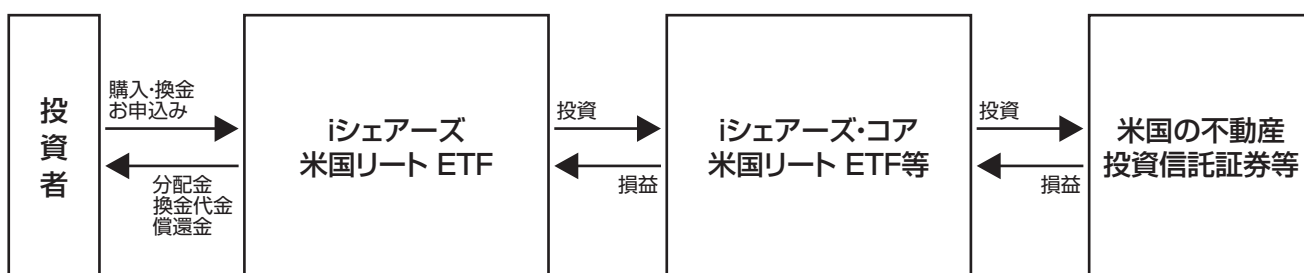 投資者
購入・換金
お申込み
分配金
換金代金
償還金
iシェアーズ
米国リート ETF
投資
損益
iシェアーズ・コア
米国リート ETF等
投資
損益
米国の不動産
投資信託証券等